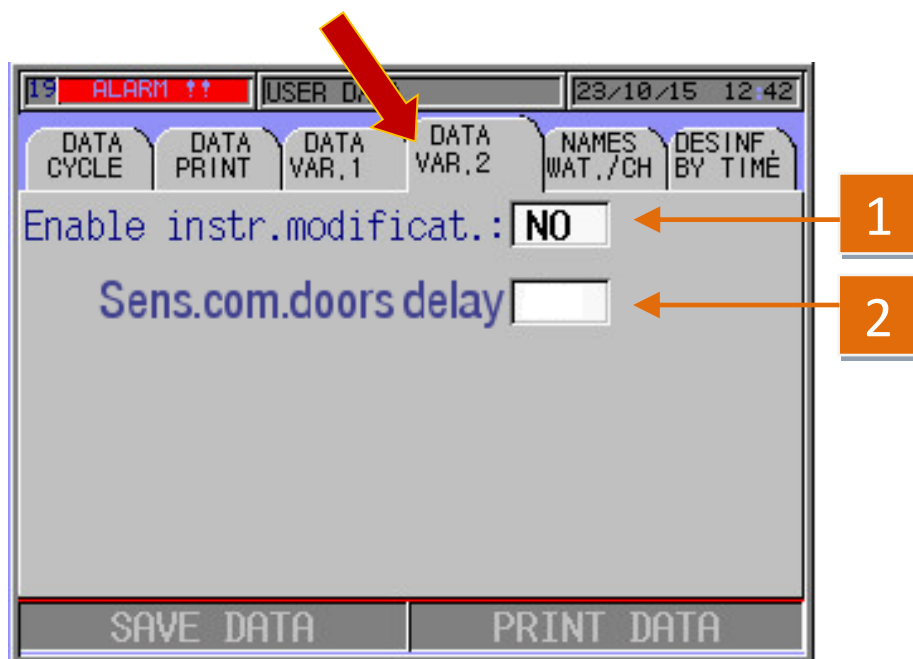 19 ALARM !! USER DA 23/10/15 12:42
DATA CYCLE DATA PRINT DATA VAR.1 DATA VAR.2 NAMES WAT./CH DESINF. BY TIME
Enable instr.modificat.: NO 1
Sens.com.doors delay 2
SAVE DATA PRINT DATA